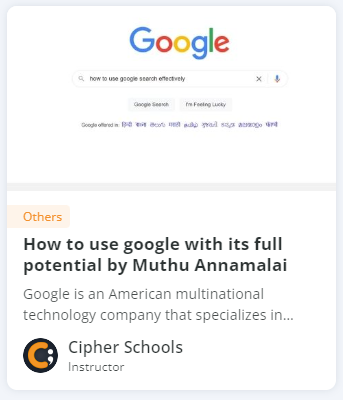 Google
how to use google search effectively
Google Search I'm Feeling Lucky
Google offered in: हिन्दी বাংলা తెలుగు मराठी தமிழ் ગુજરાતી ಕನ್ನಡ മലയാളം ਪੰਜਾਬੀ
Others
How to use google with its full
potential by Muthu Annamalai
Google is an American multinational
technology company that specializes in...
Cipher Schools
Instructor